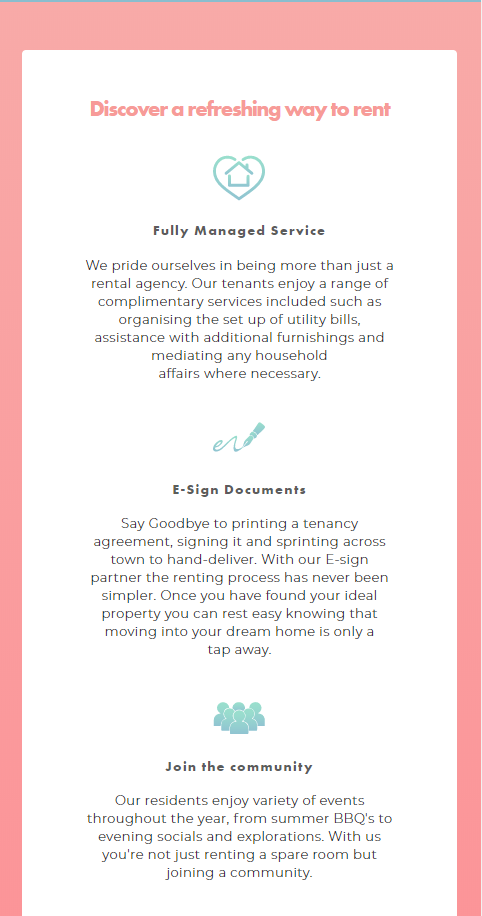 Discover a refreshing way to rent
Fully Managed Service
We pride ourselves in being more than just a
rental agency. Our tenants enjoy a range of
complimentary services included such as
organising the set up of utility bills,
assistance with additional furnishings and
mediating any household
affairs where necessary.
E-Sign Documents
Say Goodbye to printing a tenancy
agreement, signing it and sprinting across
town to hand-deliver. With our E-sign
partner the renting process has never been
simpler. Once you have found your ideal
property you can rest easy knowing that
moving into your dream home is only a
tap away.
Join the community
Our residents enjoy variety of events
throughout the year, from summer BBQ's to
evening socials and explorations. With us
you're not just renting a spare room but
joining a community.